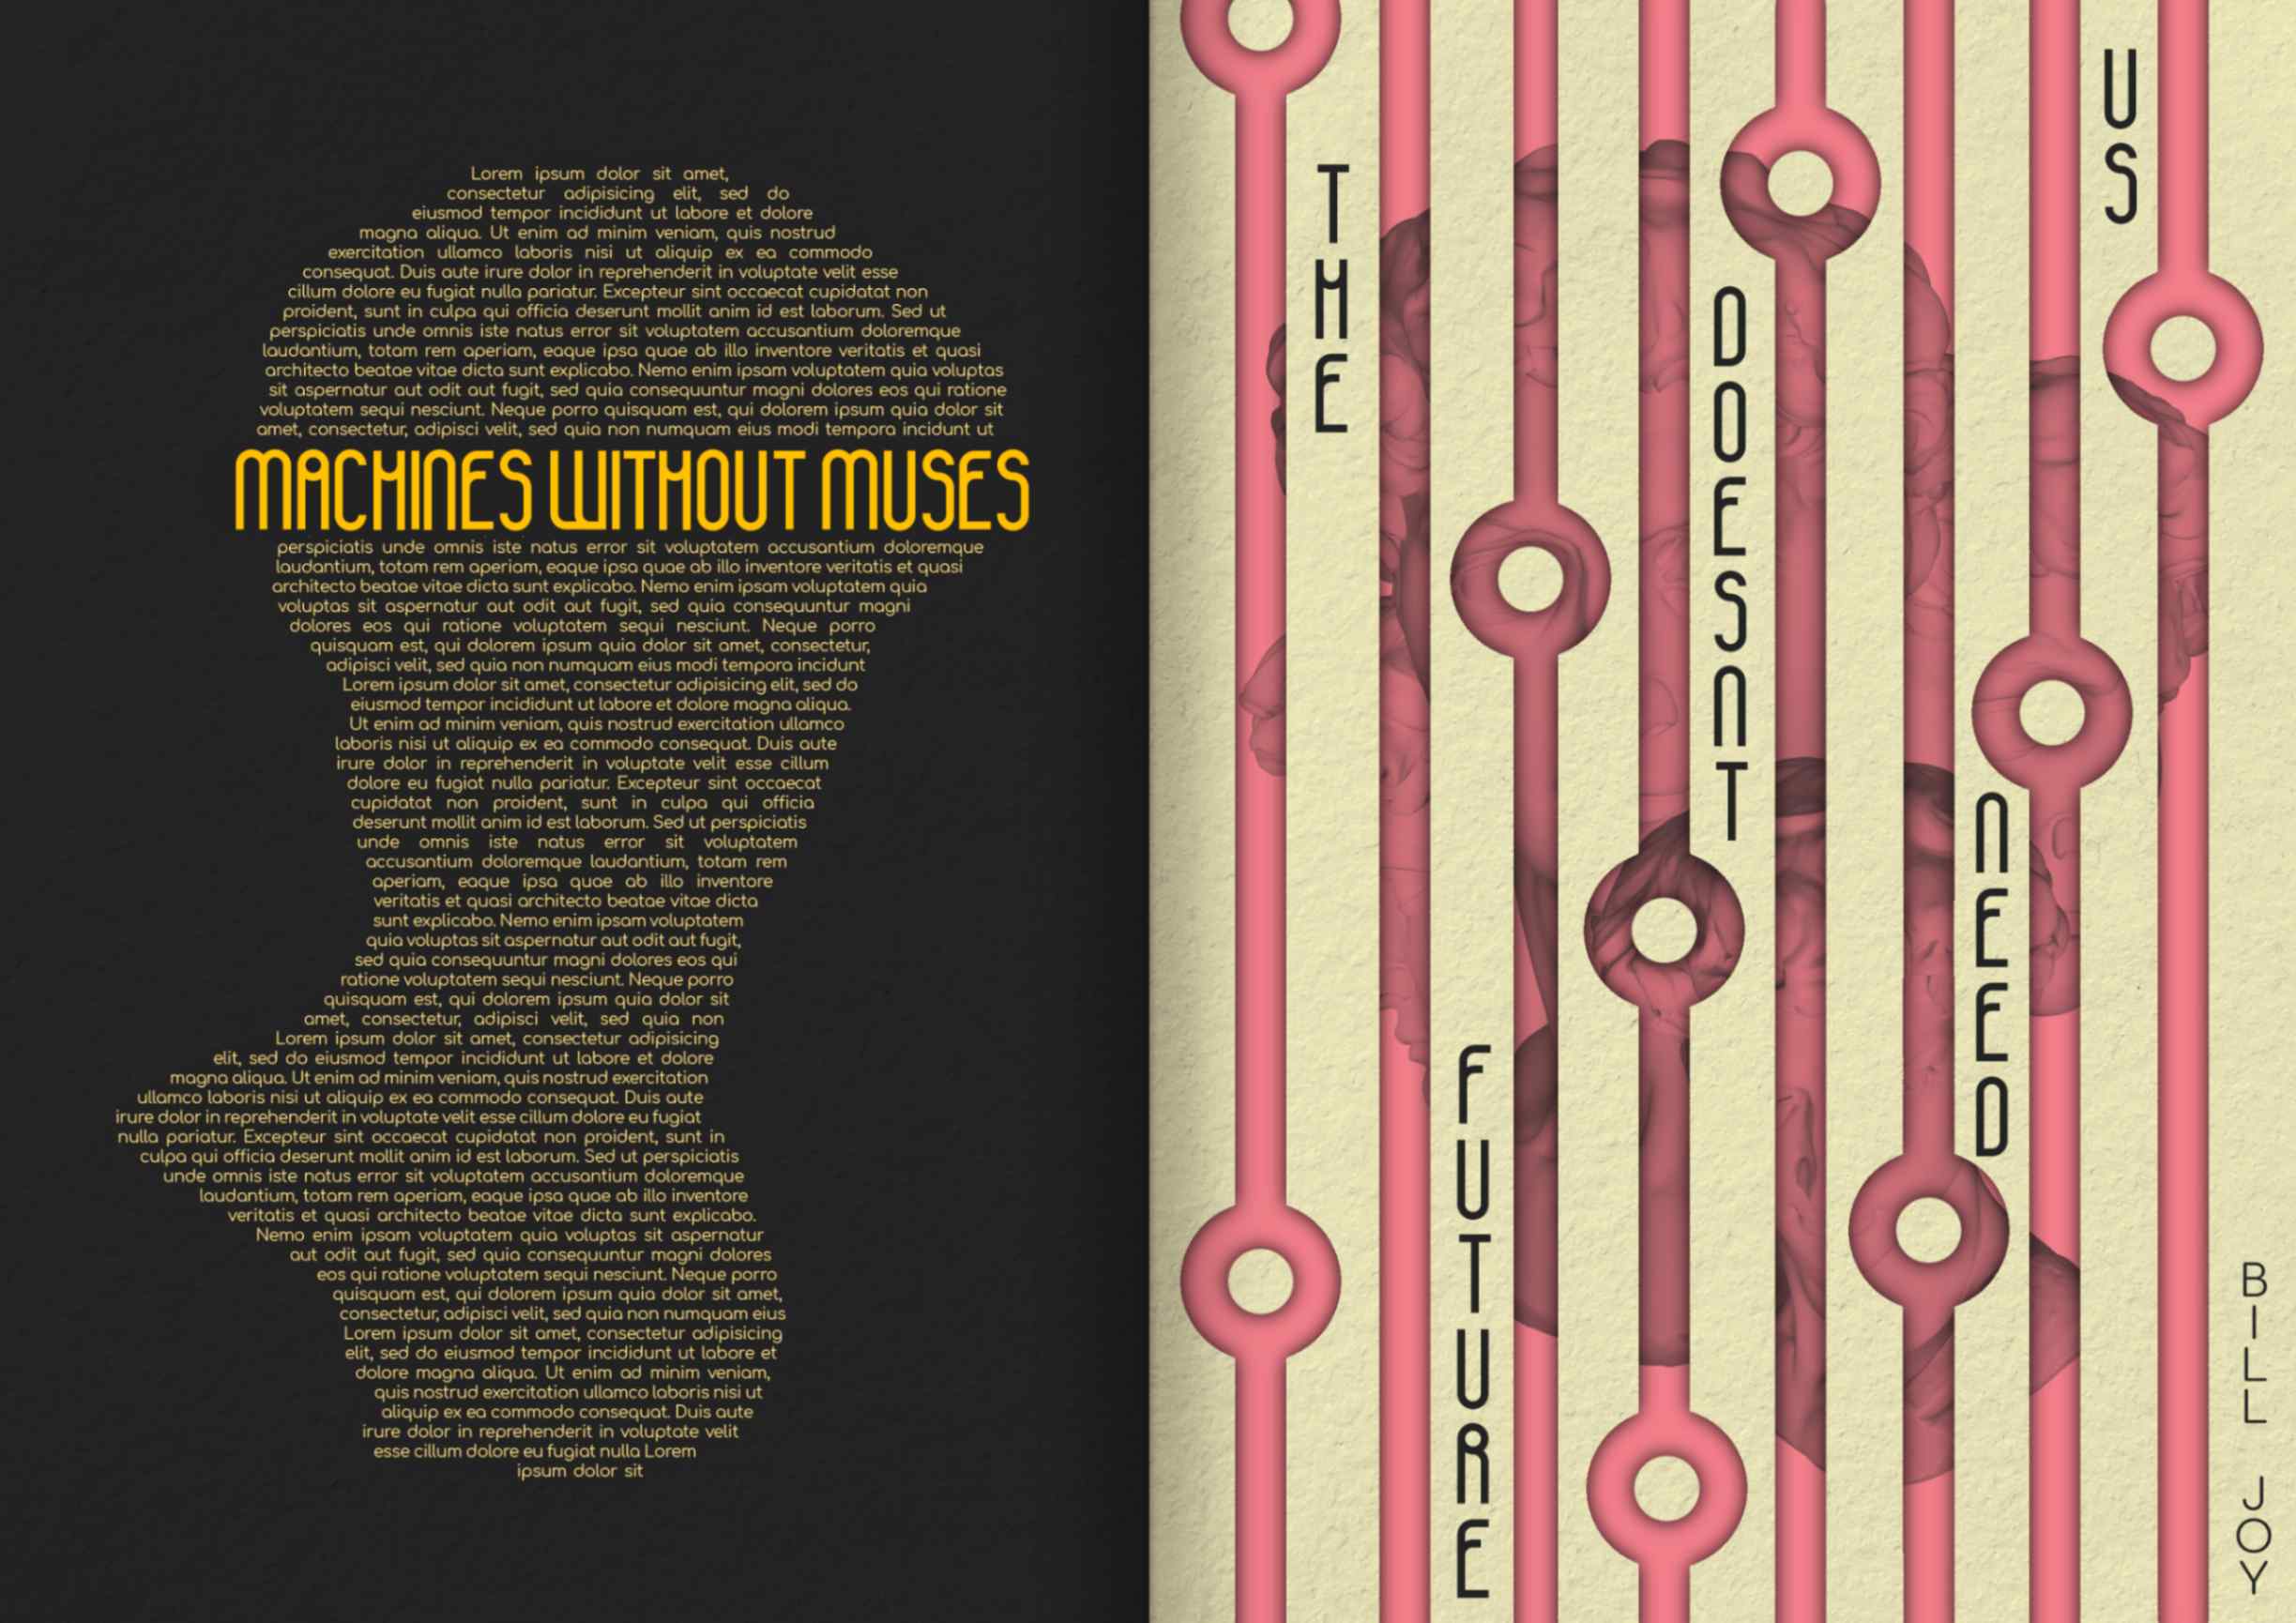 Lorem ipsum dolor sit amet,
consectetur adipisicing elit, sed do
eiusmod tempor incididunt ut labore et dolore
magna aliqua. Ut enim ad minim veniam, quis nostrud
exercitation ullamco laboris nisi ut aliquip ex ea commodo
consequat. Duis aute irure dolor in reprehenderit in voluptate velit esse
cillum dolore eu fugiat nulla pariatur. Excepteur sint occaecat cupidatat non
proident, sunt in culpa qui officia deserunt mollit anim id est laborum. Sed ut
perspiciatis unde omnis iste natus error sit voluptatem accusantium doloremque
laudantium, totam rem aperiam, eaque ipsa quae ab illo inventore veritatis et quasi
architecto beatae vitae dicta sunt explicabo. Nemo enim ipsam voluptatem quia voluptas
sit aspernatur aut odit aut fugit, sed quia consequuntur magni dolores eos qui ratione
voluptatem sequi nesciunt. Neque porro quisquam est, qui dolorem ipsum quia dolor sit
amet, consectetur, adipisci velit, sed quia non numquam eius modi tempora incidunt ut
MACHINES WITHOUT MUSES
perspiciatis unde omnis iste natus error sit voluptatem accusantium doloremque
laudantium, totam rem aperiam, eaque ipsa quae ab illo inventore veritatis et quasi
architecto beatae vitae dicta sunt explicabo. Nemo enim ipsam voluptatem quia
voluptas sit aspernatur aut odit aut fugit, sed quia consequuntur magni
dolores eos qui ratione voluptatem sequi nesciunt. Neque porro
quisquam est, qui dolorem ipsum quia dolor sit amet, consectetur,
adipisci velit, sed quia non numquam eius modi tempora incidunt
Lorem ipsum dolor sit amet, consectetur adipisicing elit, sed do
eiusmod tempor incididunt ut labore et dolore magna aliqua.
Ut enim ad minim veniam, quis nostrud exercitation ullamco
laboris nisi ut aliquip ex ea commodo consequat. Duis aute
irure dolor in reprehenderit in voluptate velit esse cillum
dolore eu fugiat nulla pariatur. Excepteur sint occaecat
cupidatat non proident, sunt in culpa qui officia
deserunt mollit anim id est laborum. Sed ut perspiciatis
unde omnis iste natus error sit voluptatem
accusantium doloremque laudantium, totam rem
aperiam, eaque ipsa quae ab illo inventore
veritatis et quasi architecto beatae vitae dicta
sunt explicabo. Nemo enim ipsam voluptatem
quia voluptas sit aspernatur aut odit aut fugit,
sed quia consequuntur magni dolores eos qui
ratione voluptatem sequi nesciunt. Neque porro
quisquam est, qui dolorem ipsum quia dolor sit
amet, consectetur, adipisci velit, sed quia non
Lorem ipsum dolor sit amet, consectetur adipisicing
elit, sed do eiusmod tempor incididunt ut labore et dolore
magna aliqua. Ut enim ad minim veniam, quis nostrud exercitation
ullamco laboris nisi ut aliquip ex ea commodo consequat. Duis aute
irure dolor in reprehenderit in voluptate velit esse cillum dolore eu fugiat
nulla pariatur. Excepteur sint occaecat cupidatat non proident, sunt in
culpa qui officia deserunt mollit anim id est laborum. Sed ut perspiciatis
unde omnis iste natus error sit voluptatem accusantium doloremque
laudantium, totam rem aperiam, eaque ipsa quae ab illo inventore
veritatis et quasi architecto beatae vitae dicta sunt explicabo.
Nemo enim ipsam voluptatem quia voluptas sit aspernatur
aut odit aut fugit, sed quia consequuntur magni dolores
eos qui ratione voluptatem sequi nesciunt. Neque porro
quisquam est, qui dolorem ipsum quia dolor sit amet,
consectetur, adipisci velit, sed quia non numquam eius
Lorem ipsum dolor sit amet, consectetur adipisicing
elit, sed do eiusmod tempor incididunt ut labore et
dolore magna aliqua. Ut enim ad minim veniam,
quis nostrud exercitation ullamco laboris nisi ut
aliquip ex ea commodo consequat. Duis aute
irure dolor in reprehenderit in voluptate velit
esse cillum dolore eu fugiat nulla Lorem
ipsum dolor sit
THE
FUTURE
DOESNT
NEED
US
BILL JOY